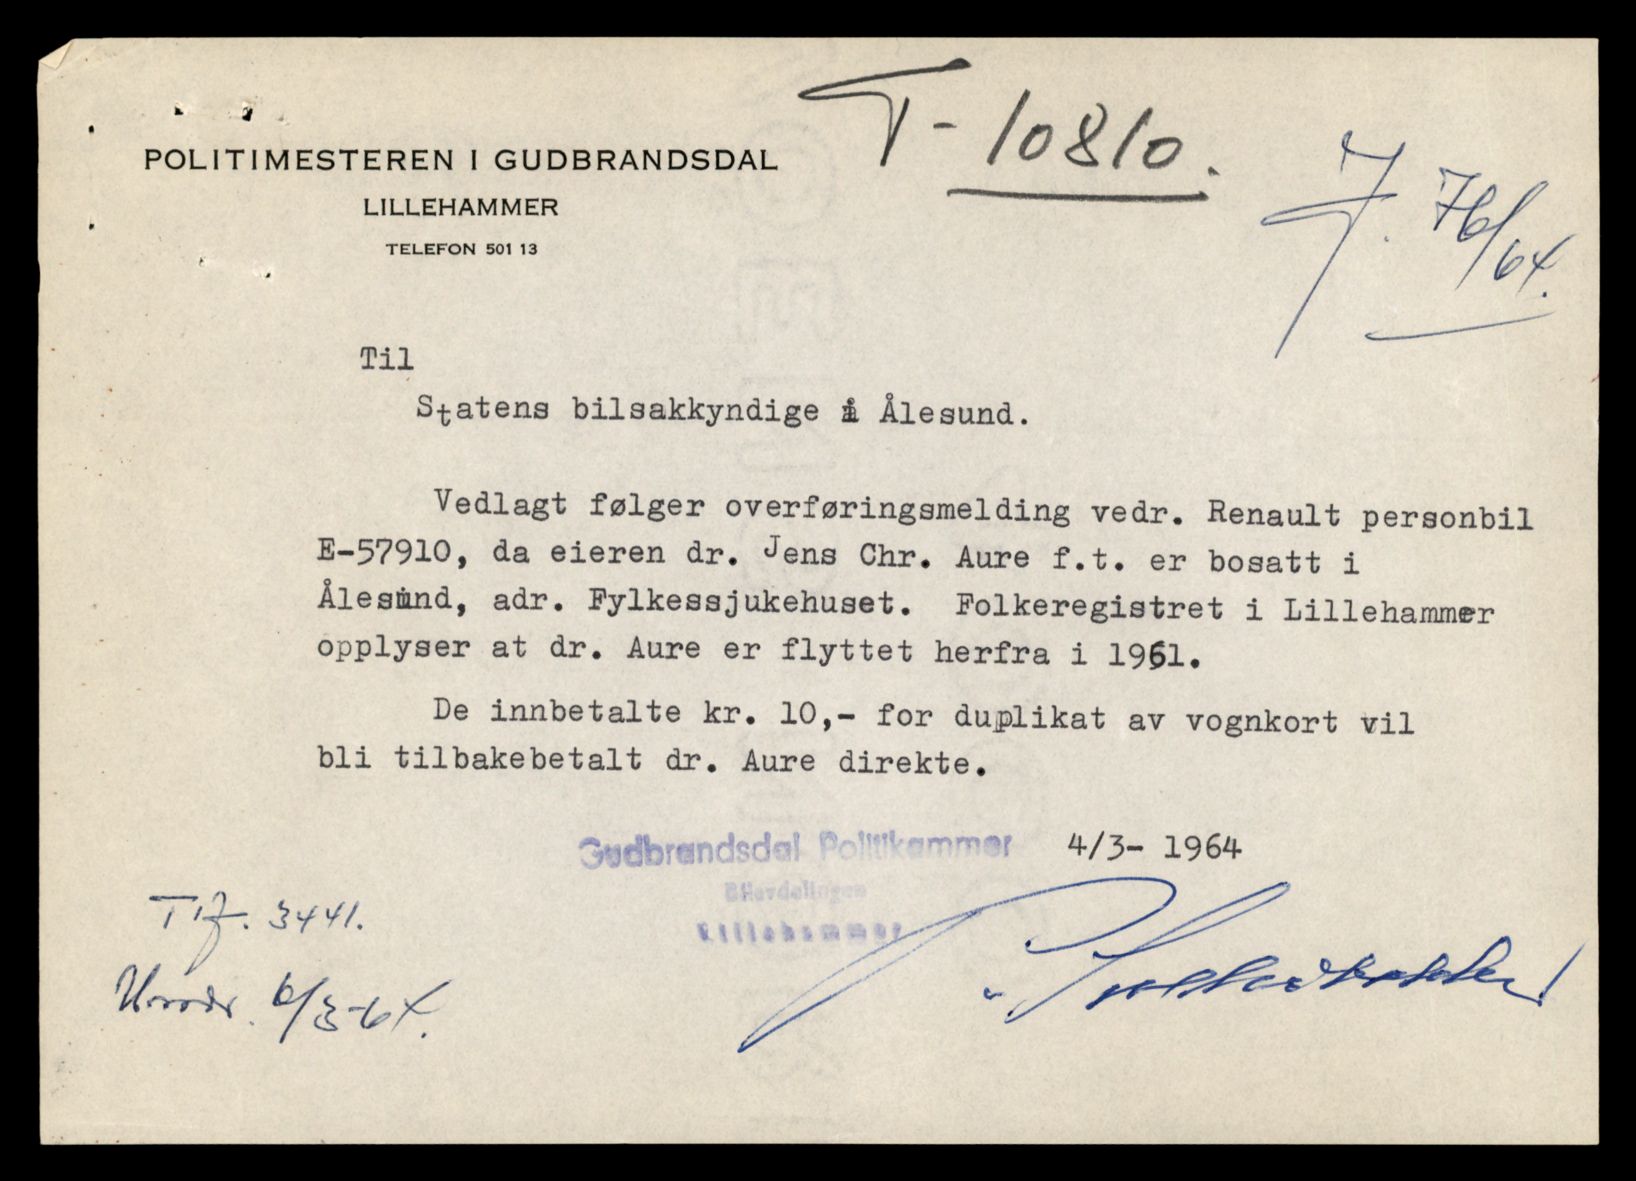 T-10810.
J. 76/64.
POLITIMESTEREN I GUDBRANDSDAL
LILLEHAMMER
TELEFON 501 13
Til
Statens bilsakkyndige i Ålesund.
Vedlagt følger overføringsmelding vedr. Renault personbil
E-57910, da eieren dr. Jens Chr. Aure f.t. er bosatt i
Ålesund, adr. Fylkessjukehuset. Folkeregistret i Lillehammer
opplyser at dr. Aure er flyttet herfra i 1961.
De innbetalte kr. 10,- for duplikat av vognkort vil
bli tilbakebetalt dr. Aure direkte.
Gudbrandsdal Politikammer 4/3- 1964
Bilavdelingen
Lillehammer
Tlf. 3441.
6/3-64.